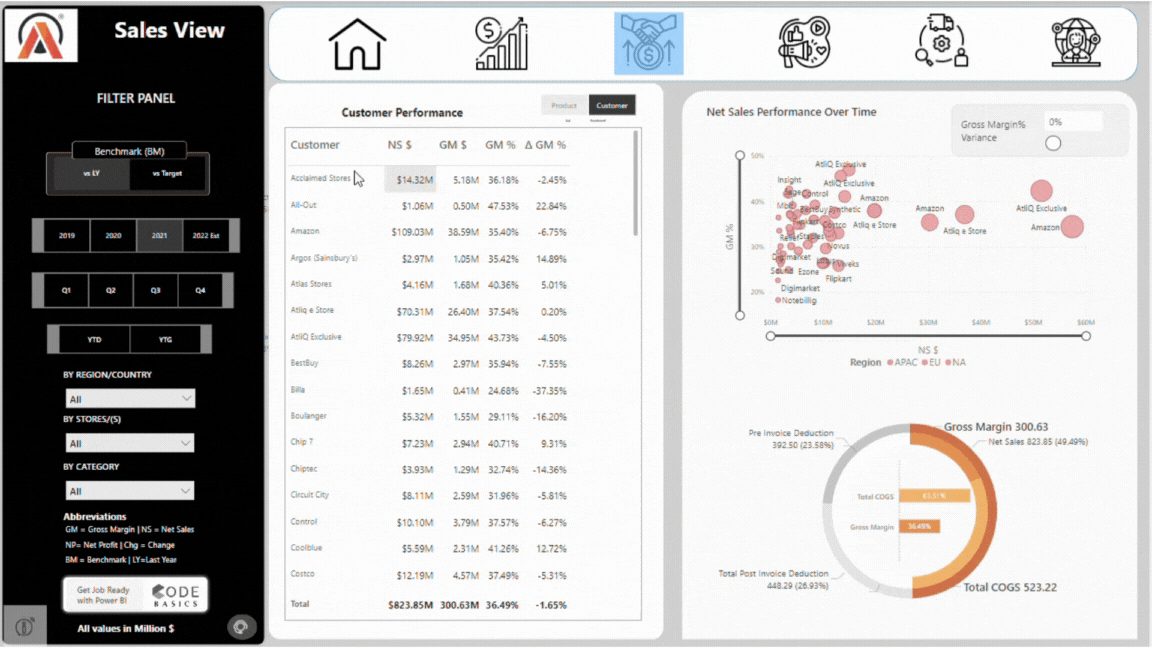 Sales View
FILTER PANEL
Benchmark (BM)
vs LY
vs Target
2019
2020
2021
2022 Est
Q1
Q2
Q3
Q4
YTD
YTG
BY REGION/COUNTRY
All
BY STORES/(S)
All
BY CATEGORY
All
Abbreviations
GM = Gross Margin | NS = Net Sales
NP= Net Profit | Chg = Change
BM = Benchmark | LY=Last Year
Get Job Ready
with Power BI
CODE
BASICS
All values in Million $
Product
Customer
Customer Performance
Customer NS $ GM $ GM % Δ GM %
Acclaimed Stores $14.32M 5.18M 36.18% -2.45%
All-Out $1.06M 0.50M 47.53% 22.84%
Amazon $109.03M 38.59M 35.40% -6.75%
Argos (Sainsbury's) $2.97M 1.05M 35.42% 14.89%
Atlas Stores $4.16M 1.68M 40.36% 5.01%
Atliq e Store $70.31M 26.40M 37.54% 0.20%
AtliQ Exclusive $79.92M 34.95M 43.73% -4.50%
BestBuy $8.26M 2.97M 35.94% -7.55%
Billa $1.65M 0.41M 24.68% -37.35%
Boulanger $5.32M 1.55M 29.11% -16.20%
Chip 7 $7.23M 2.94M 40.71% 9.31%
Chiptec $3.93M 1.29M 32.74% -14.36%
Circuit City $8.11M 2.59M 31.96% -5.81%
Control $10.10M 3.79M 37.57% -6.27%
Coolblue $5.59M 2.31M 41.26% 12.72%
Costco $12.19M 4.57M 37.49% -5.31%
Total $823.85M 300.63M 36.49% -1.65%
Net Sales Performance Over Time
Gross Margin%
Variance
0%
GM %
50%
40%
30%
20%
AtliQ Exclusive
Insight
AtliQ Exclusive
Control
Amazon
BestBuy
Synthetic
Costco
Atliq e Store
Amazon
Atliq e Store
AtliQ Exclusive
Amazon
Staples
Novus
Digimarket
Sound
Ezone
Viveks
Flipkart
Digimarket
Notebillig
$0M $10M $20M $30M $40M $50M $60M
NS $
Region APAC EU NA
Gross Margin 300.63
Net Sales 823.85 (49.49%)
Pre Invoice Deduction
392.50 (23.58%)
Total COGS 63.51%
Gross Margin 36.49%
Total Post Invoice Deduction
448.29 (26.93%)
Total COGS 523.22